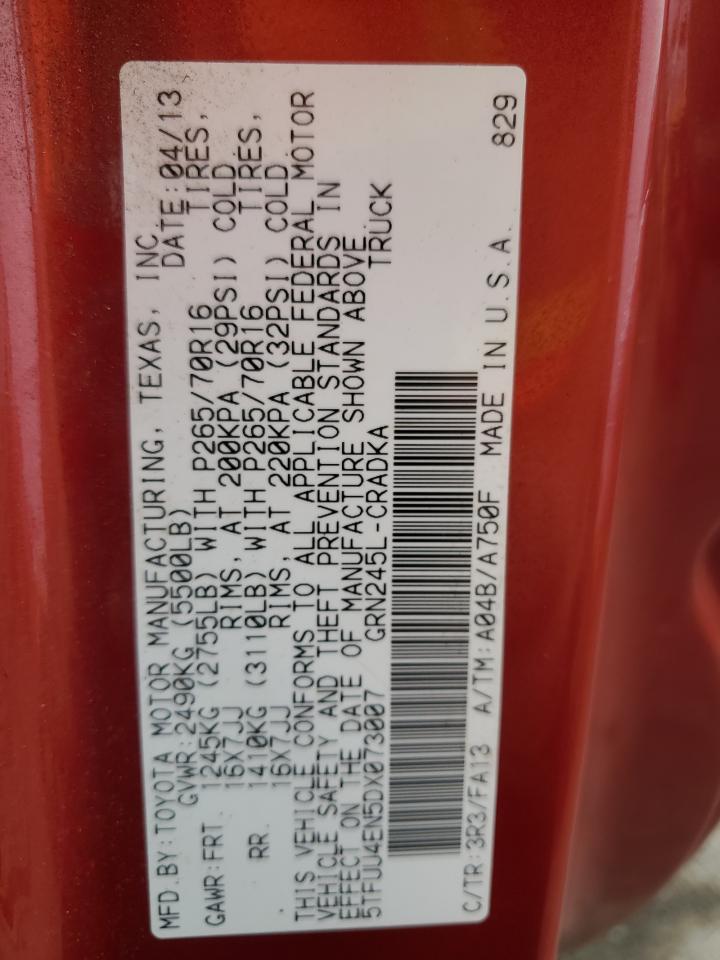 MFD.BY:TOYOTA MOTOR MANUFACTURING, TEXAS, INC.
GVWR:2490KG (5500LB) DATE:04/13
GAWR:FRT. 1245KG (2755LB) WITH P265/70R16 TIRES,
16X7JJ RIMS, AT 200KPA (29PSI) COLD
RR. 1410KG (3110LB) WITH P265/70R16 TIRES,
. 16X7JJ RIMS, AT 220KPA (32PSI) COLD
THIS VEHICLE CONFORMS TO ALL APPLICABLE FEDERAL MOTOR
VEHICLE SAFETY AND THEFT PREVENTION STANDARDS IN
EFFECT ON THE DATE OF MANUFACTURE SHOWN ABOVE.
5TFUU4EN5DX073007 GRN245L-CRADKA TRUCK
C/TR:3R3/FA13 A/TM:A04B/A750F MADE IN U.S.A. 829